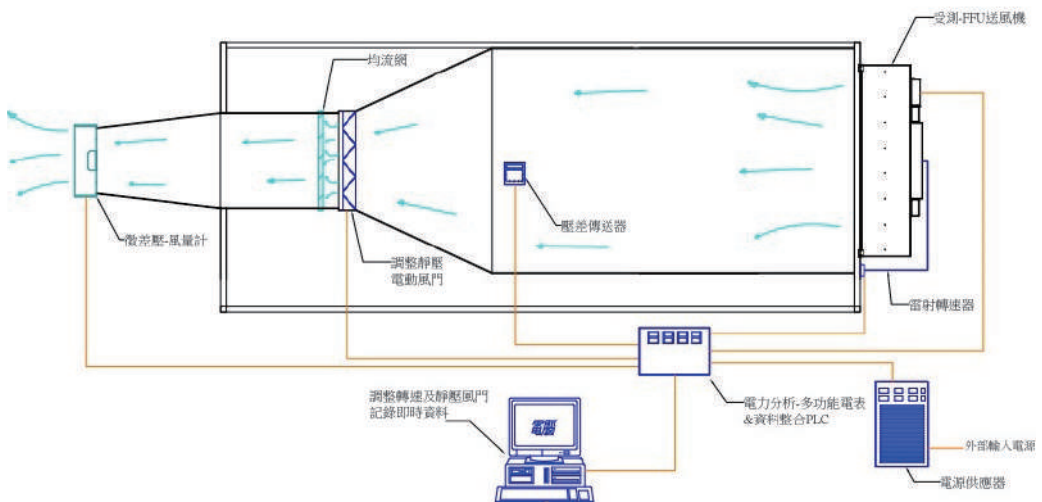 受測-FFU送風機
均流網
壓差傳送器
微差壓-風量計
調整靜壓
電動風門
雷射轉速器
調整轉速及靜壓風門
記錄即時資料
電腦
電力分析-多功能電表
&資料整合PLC
外部輸入電源
電源供應器